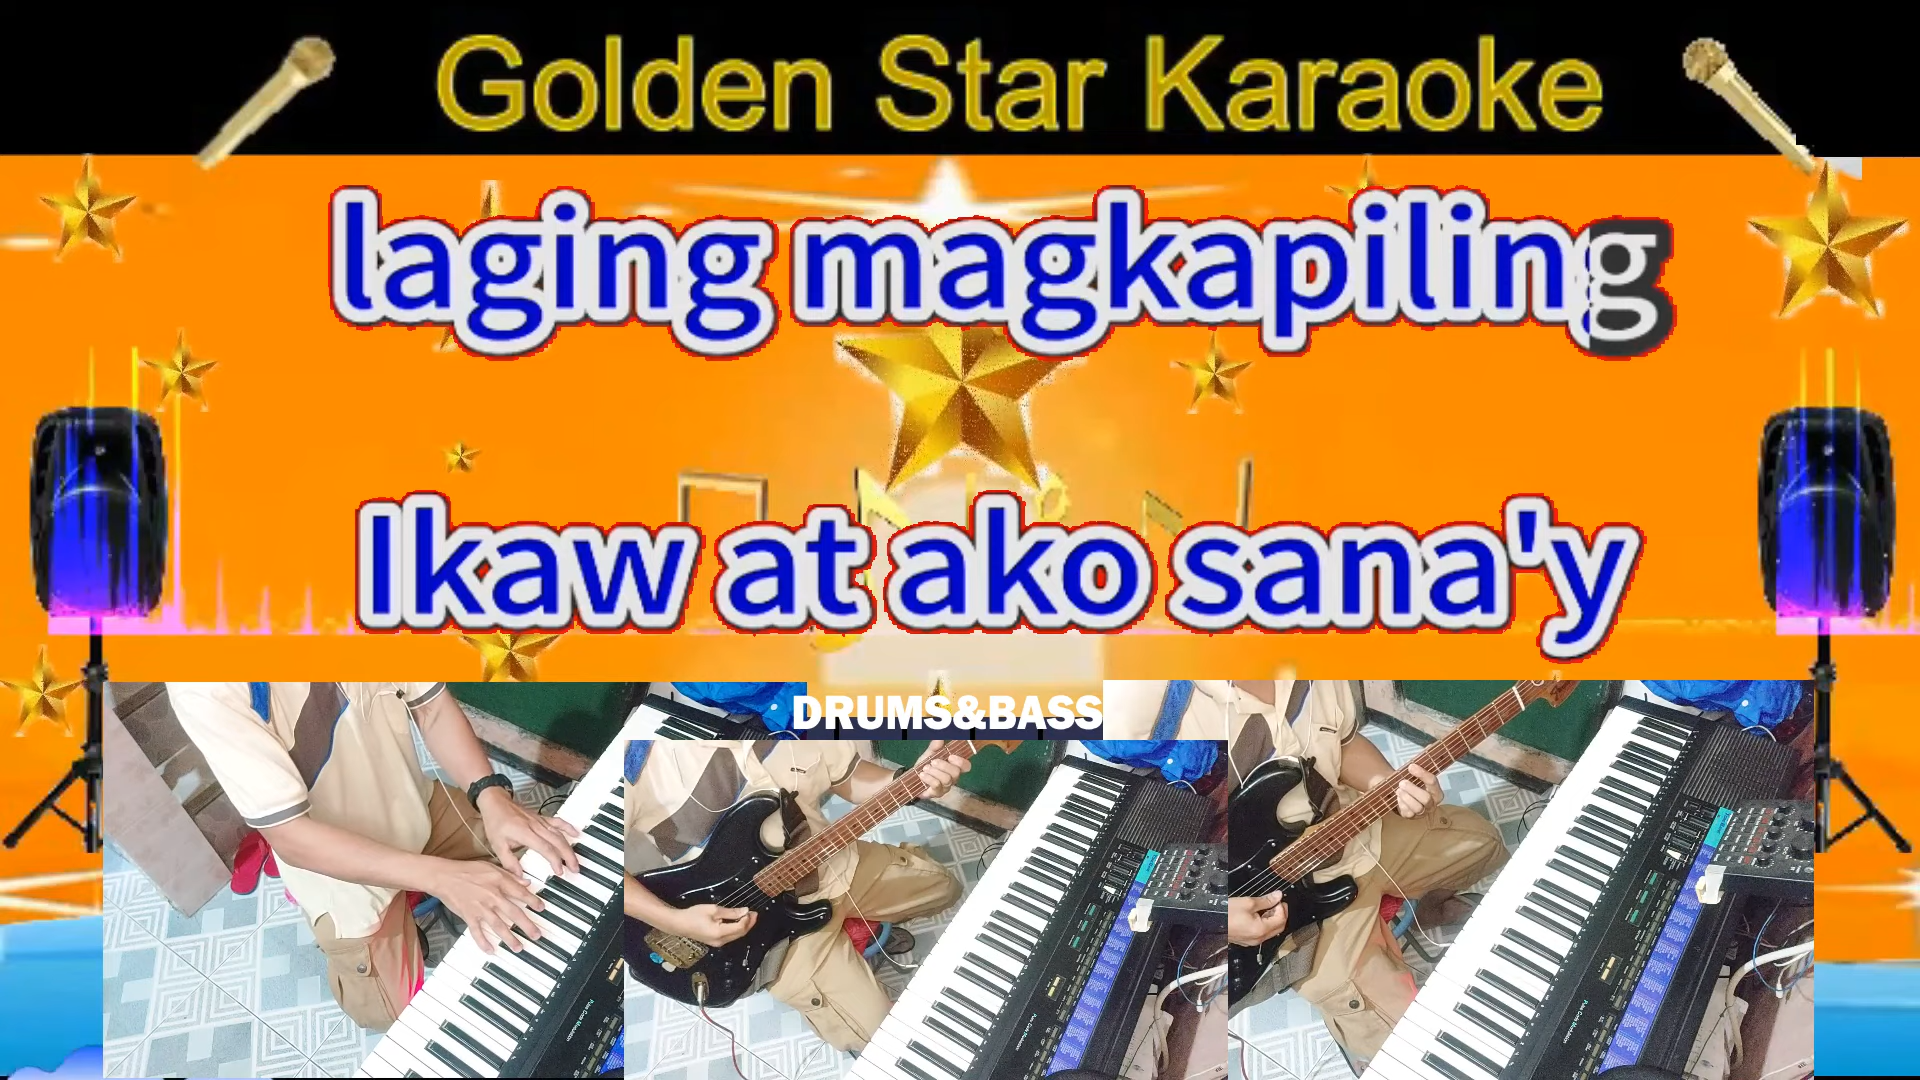 Golden Star Karaoke
laging magkapiling
Ikaw at ako sana'y
DRUMS&BASS